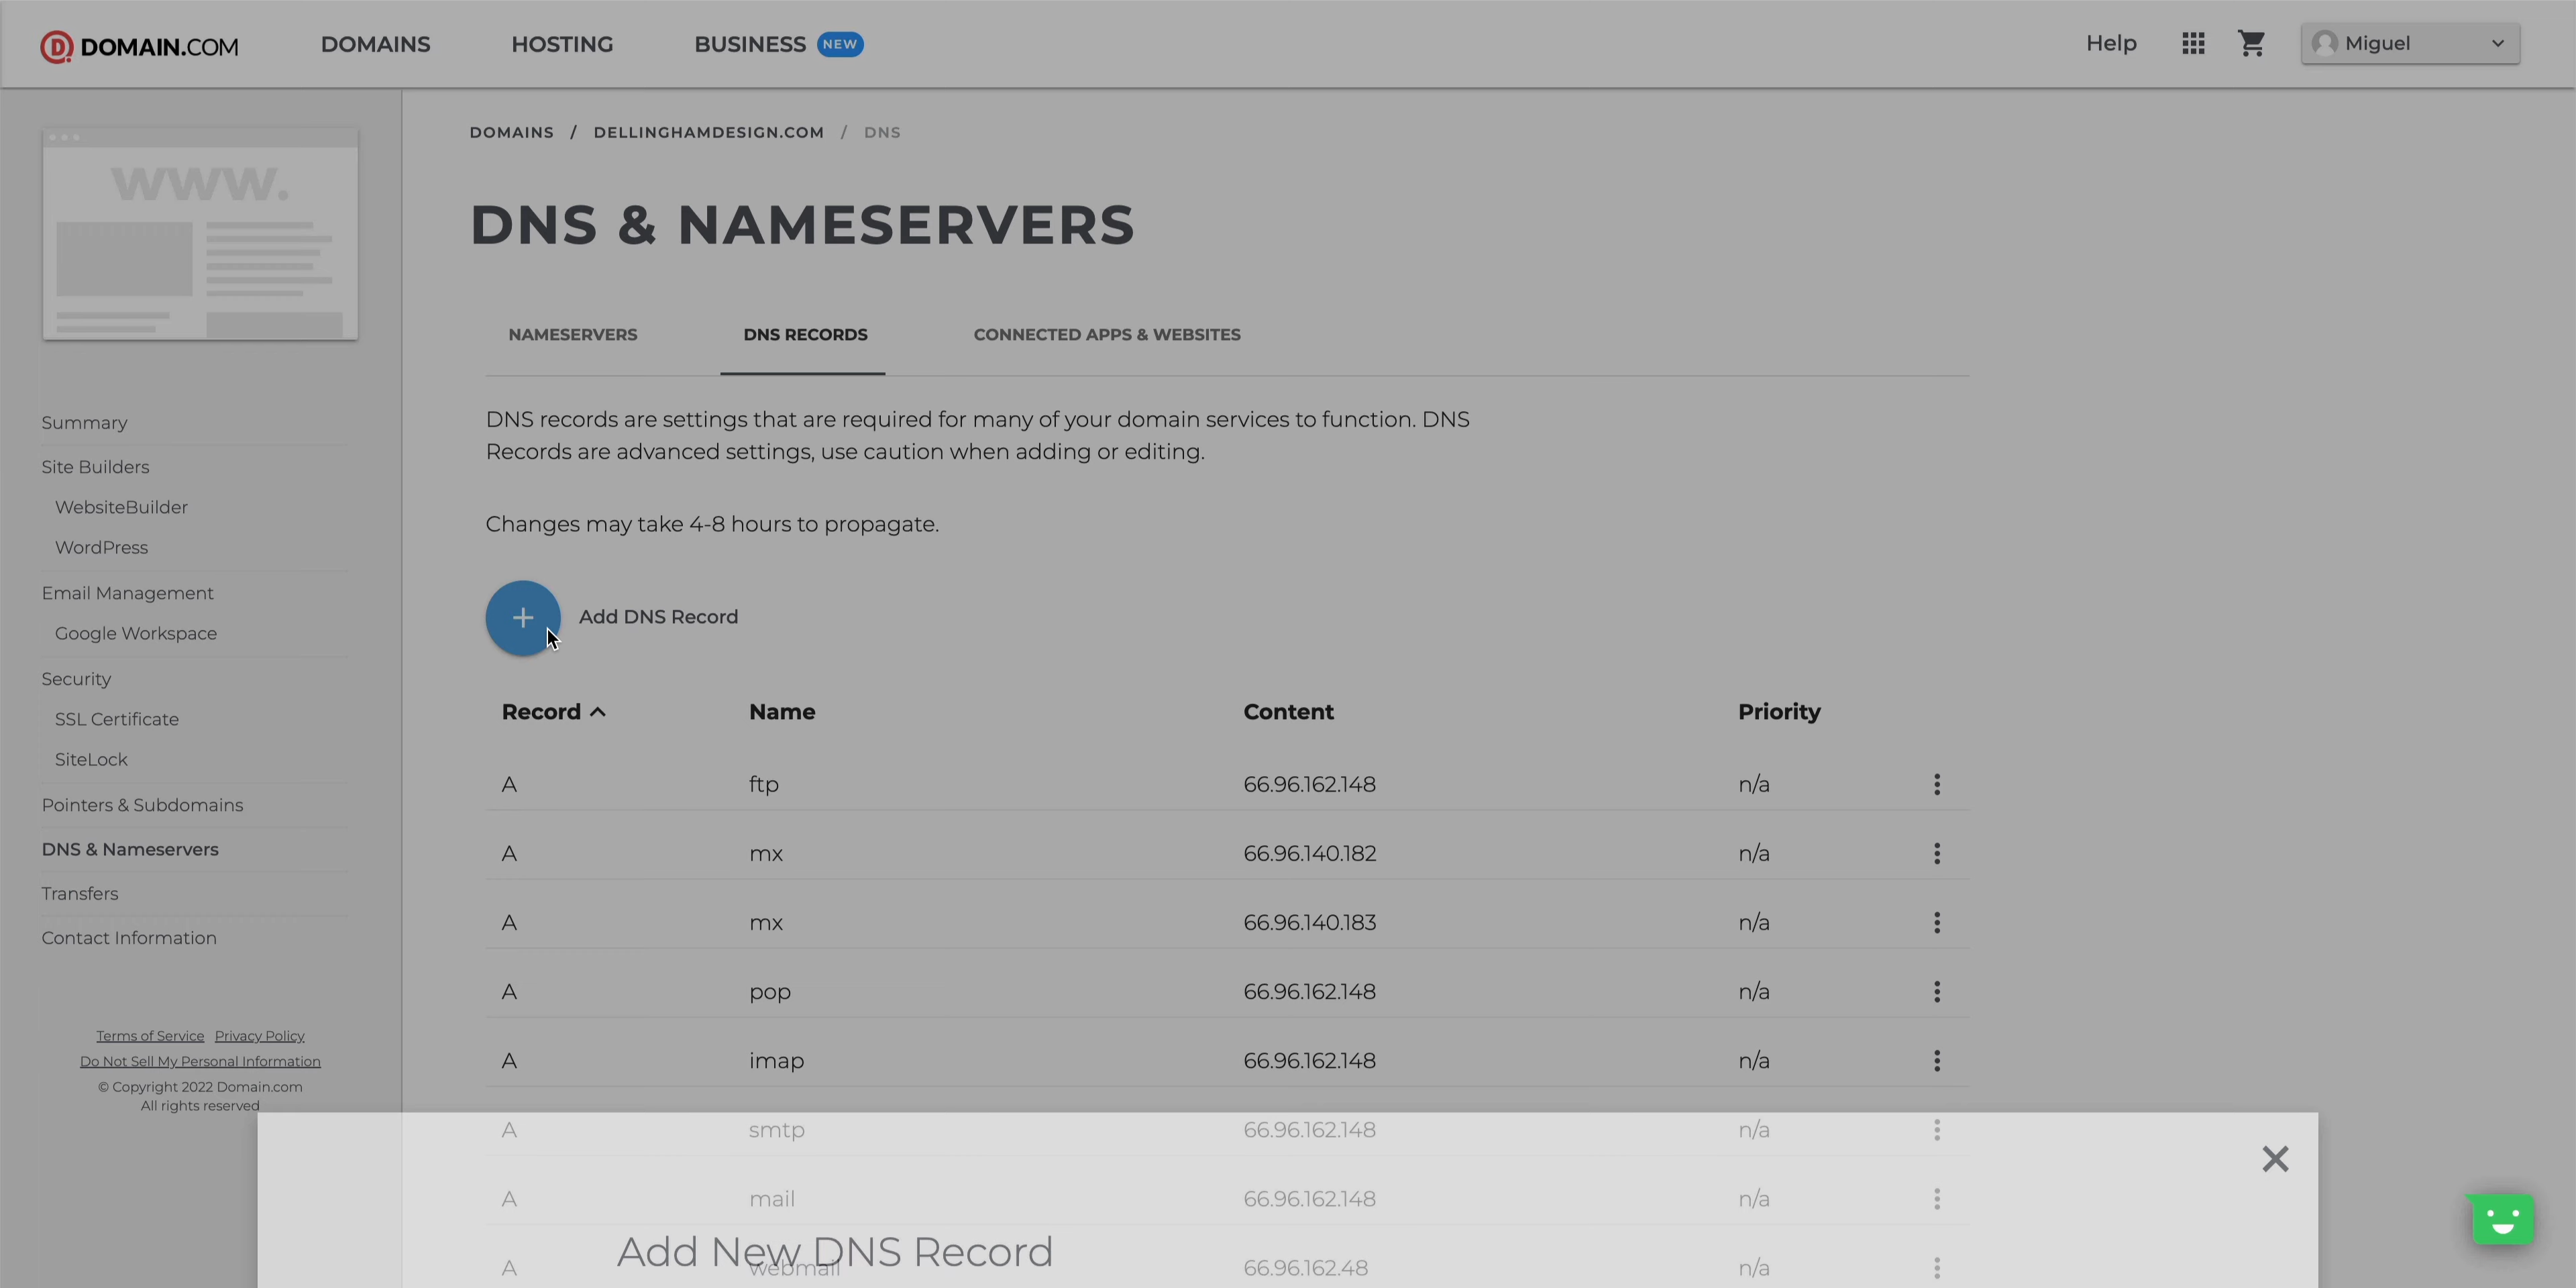 DOMAIN.COM DOMAINS HOSTING BUSINESS NEW Help Miguel
www.
Summary
Site Builders
WebsiteBuilder
WordPress
Email Management
Google Workspace
Security
SSL Certificate
SiteLock
Pointers & Subdomains
DNS & Nameservers
Transfers
Contact Information
Terms of Service Privacy Policy
Do Not Sell My Personal Information
© Copyright 2022 Domain.com
All rights reserved
DOMAINS / DELLINGHAMDESIGN.COM / DNS
DNS & NAMESERVERS
NAMESERVERS DNS RECORDS CONNECTED APPS & WEBSITES
DNS records are settings that are required for many of your domain services to function. DNS
Records are advanced settings, use caution when adding or editing.
Changes may take 4-8 hours to propagate.
+ Add DNS Record
Record Name Content Priority
A ftp 66.96.162.148 n/a
A mx 66.96.140.182 n/a
A mx 66.96.140.183 n/a
A pop 66.96.162.148 n/a
A imap 66.96.162.148 n/a
A smtp 66.96.162.148 n/a
A mail 66.96.162.148 n/a
Add New DNS Record
A webmail 66.96.162.48 n/a